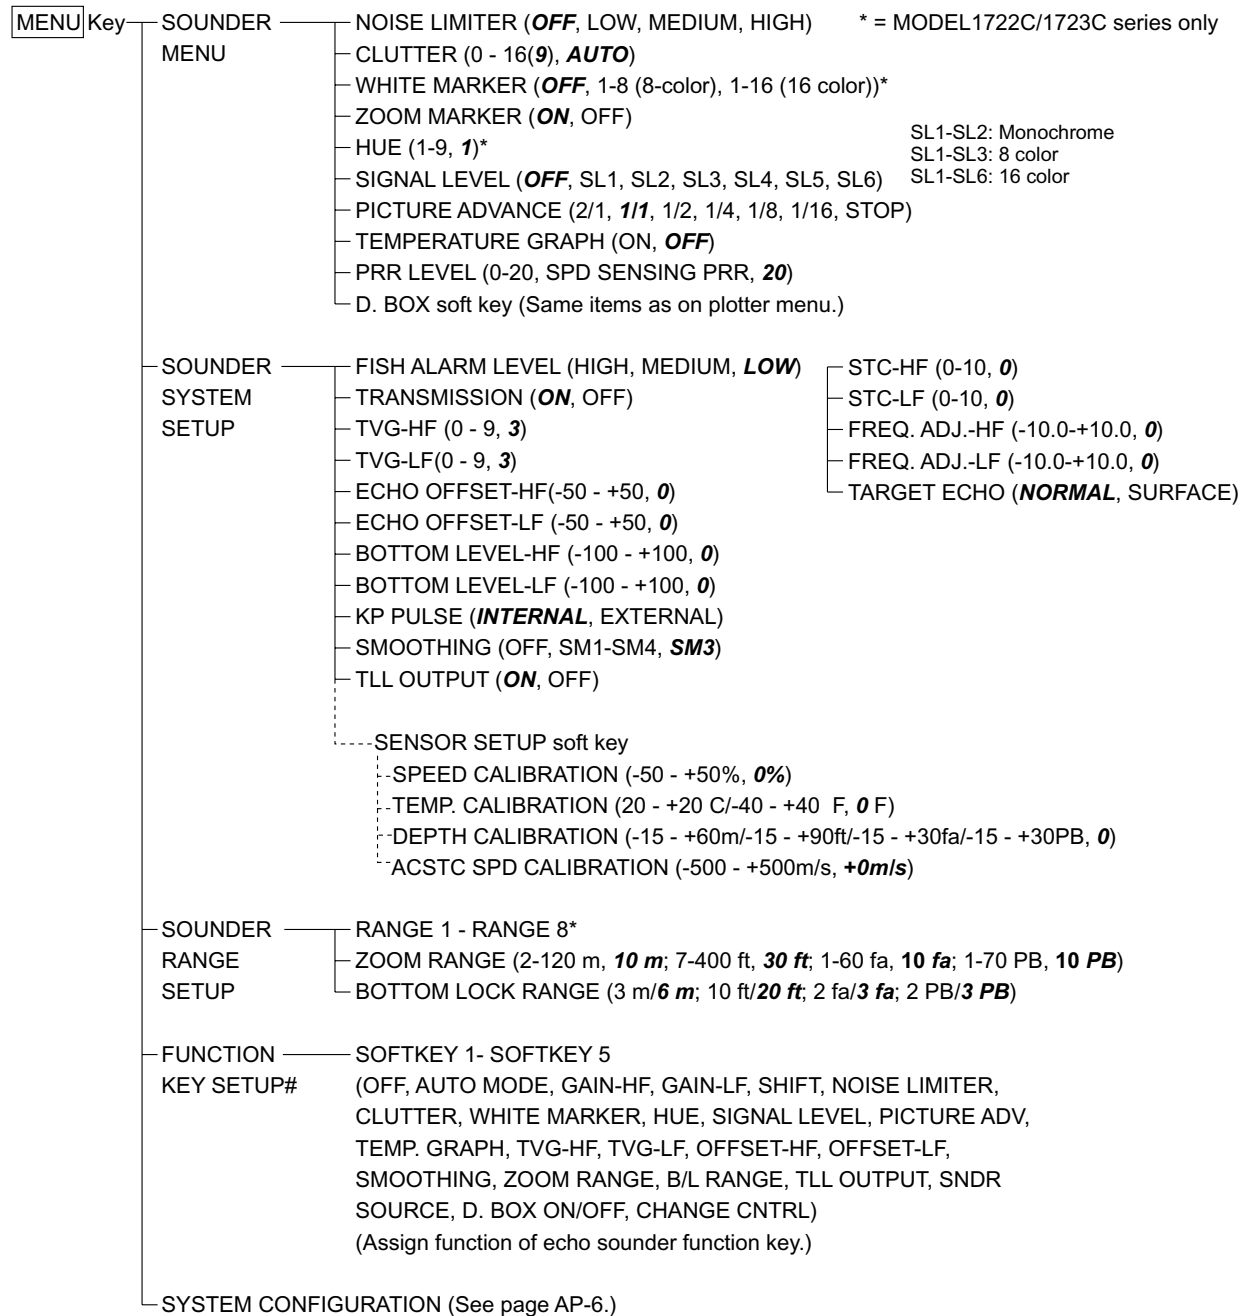 MENU Key
SOUNDER
MENU
NOISE LIMITER (OFF, LOW, MEDIUM, HIGH)
* = MODEL1722C/1723C series only
CLUTTER (0 - 16(9), AUTO)
WHITE MARKER (OFF, 1-8 (8-color), 1-16 (16 color))*
ZOOM MARKER (ON, OFF)
HUE (1-9, 1)*
SIGNAL LEVEL (OFF, SL1, SL2, SL3, SL4, SL5, SL6)
SL1-SL2: Monochrome
SL1-SL3: 8 color
SL1-SL6: 16 color
PICTURE ADVANCE (2/1, 1/1, 1/2, 1/4, 1/8, 1/16, STOP)
TEMPERATURE GRAPH (ON, OFF)
PRR LEVEL (0-20, SPD SENSING PRR, 20)
D. BOX soft key (Same items as on plotter menu.)
SOUNDER
SYSTEM
SETUP
FISH ALARM LEVEL (HIGH, MEDIUM, LOW)
TRANSMISSION (ON, OFF)
TVG-HF (0 - 9, 3)
TVG-LF(0 - 9, 3)
ECHO OFFSET-HF(-50 - +50, 0)
ECHO OFFSET-LF (-50 - +50, 0)
BOTTOM LEVEL-HF (-100 - +100, 0)
BOTTOM LEVEL-LF (-100 - +100, 0)
KP PULSE (INTERNAL, EXTERNAL)
SMOOTHING (OFF, SM1-SM4, SM3)
TLL OUTPUT (ON, OFF)
STC-HF (0-10, 0)
STC-LF (0-10, 0)
FREQ. ADJ.-HF (-10.0-+10.0, 0)
FREQ. ADJ.-LF (-10.0-+10.0, 0)
TARGET ECHO (NORMAL, SURFACE)
SENSOR SETUP soft key
SPEED CALIBRATION (-50 - +50%, 0%)
TEMP. CALIBRATION (20 - +20 C/-40 - +40 F, 0 F)
DEPTH CALIBRATION (-15 - +60m/-15 - +90ft/-15 - +30fa/-15 - +30PB, 0)
ACSTC SPD CALIBRATION (-500 - +500m/s, +0m/s)
SOUNDER
RANGE
SETUP
RANGE 1 - RANGE 8*
ZOOM RANGE (2-120 m, 10 m; 7-400 ft, 30 ft; 1-60 fa, 10 fa; 1-70 PB, 10 PB)
BOTTOM LOCK RANGE (3 m/6 m; 10 ft/20 ft; 2 fa/3 fa; 2 PB/3 PB)
FUNCTION
KEY SETUP#
SOFTKEY 1- SOFTKEY 5
(OFF, AUTO MODE, GAIN-HF, GAIN-LF, SHIFT, NOISE LIMITER,
CLUTTER, WHITE MARKER, HUE, SIGNAL LEVEL, PICTURE ADV,
TEMP. GRAPH, TVG-HF, TVG-LF, OFFSET-HF, OFFSET-LF,
SMOOTHING, ZOOM RANGE, B/L RANGE, TLL OUTPUT, SNDR
SOURCE, D. BOX ON/OFF, CHANGE CNTRL)
(Assign function of echo sounder function key.)
SYSTEM CONFIGURATION (See page AP-6.)